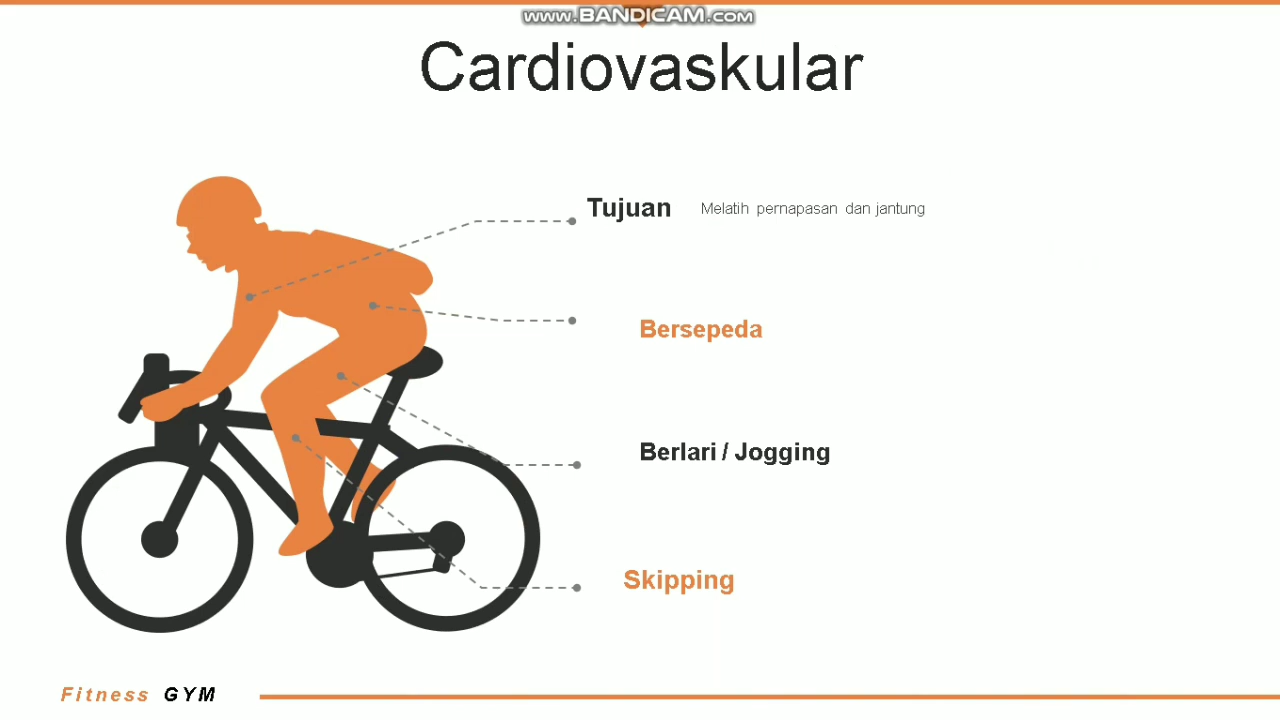 www.BANDICAM.com
Cardiovaskular
Tujuan Melatih pernapasan dan jantung
Bersepeda
Berlari / Jogging
Skipping
Fitness GYM